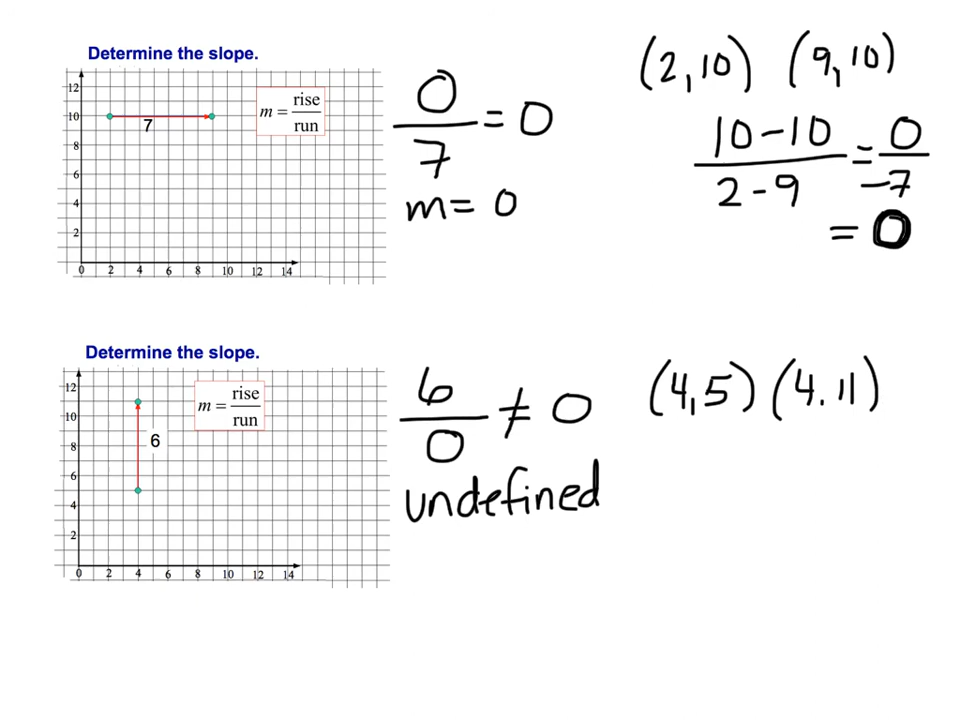 Determine the slope.
12
10
8
6
4
2
0 2 4 6 8 10 12 14
7
m = rise/run
0/7 = 0
m = 0
(2,10) (9,10)
10-10/2-9 = 0/-7
= 0
Determine the slope.
12
10
8
6
4
2
0 2 4 6 8 10 12 14
6
m = rise/run
6/0 ≠ 0
undefined
(4,5) (4.11)